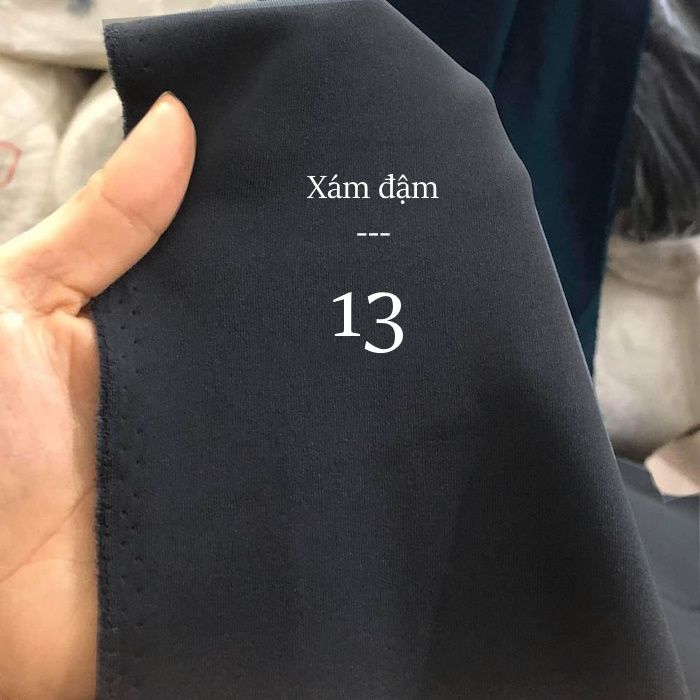 Xám đậm
---
13